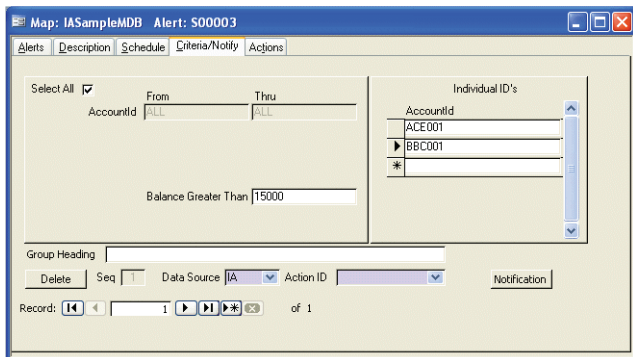 Map: IASampleMDB Alert: S00003
Alerts Description Schedule Criteria/Notify Actions
Select All
From Thru
AccountId ALL ALL
Balance Greater Than 15000
Individual ID's
AccountId
ACE001
BBC001
Group Heading
Delete Seq 1 Data Source IA Action ID Notification
Record: 1 of 1